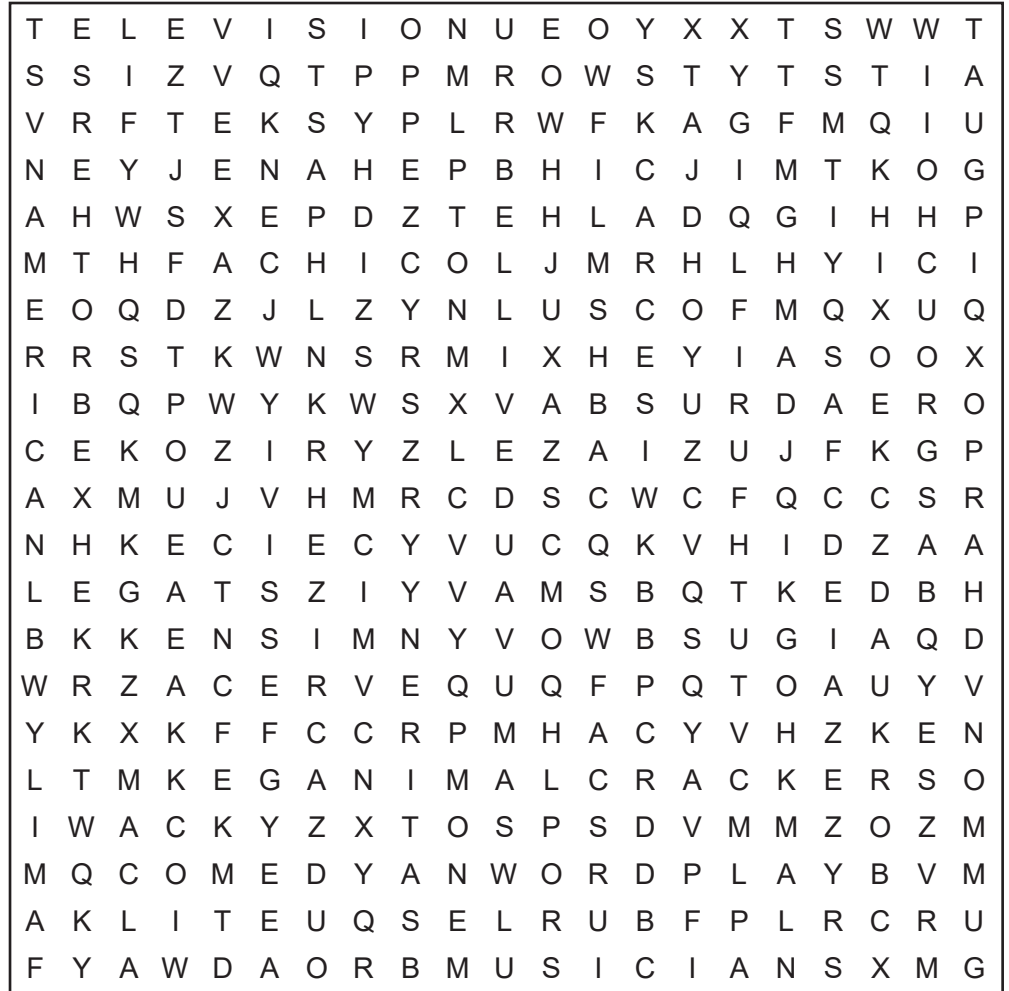 T E L E V I S I O N U E O Y X X T S W W T
S S I Z V Q T P P M R O W S T Y T S T I A
V R F T E K S Y P L R W F K A G F M Q I U
N E Y J E N A H E P B H I C J I M T K O G
A H W S X E P D Z T E H L A D Q G I H H P
M T H F A C H I C O L J M R H L H Y I C I
E O Q D Z J L Z Y N L U S C O F M Q X U Q
R R S T K W N S R M I X H E Y I A S O O X
I B Q P W Y K W S X V A B S U R D A E R O
C E K O Z I R Y Z L E Z A I Z U J F K G P
A X M U J V H M R C D S C W C F Q C C S R
N H K E C I E C Y V U C Q K V H I D Z A A
L E G A T S Z I Y V A M S B Q T K E D B H
B K K E N S I M N Y V O W B S U G I A Q D
W R Z A C E R V E Q U Q F P Q T O A U Y V
Y K X K F F C C R P M H A C Y V H Z K E N
L T M K E G A N I M A L C R A C K E R S O
I W A C K Y Z X T O S P S D V M M Z O Z M
M Q C O M E D Y A N W O R D P L A Y B V M
A K L I T E U Q S E L R U B F P L R C R U
F Y A W D A O R B M U S I C I A N S X M G